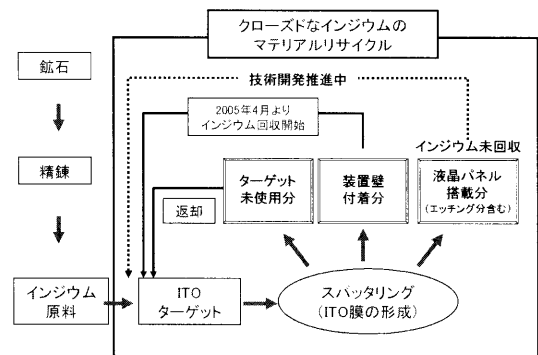 クローズドなインジウムの
マテリアルリサイクル
鉱石
技術開発推進中
2005年4月より
インジウム回収開始
インジウム未回収
精錬
ターゲット
未使用分
装置壁
付着分
液晶パネル
搭載分
(エッチング分含む)
返却
インジウム
原料
ITO
ターゲット
スパッタリング
(ITO膜の形成)